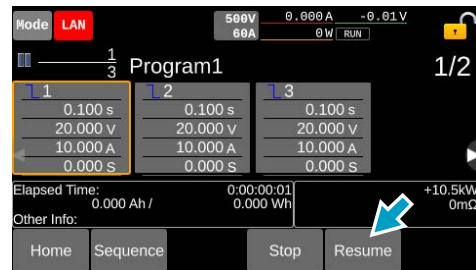 Mode LAN 500V 0.000 A -0.01V
60A 0W RUN
1
3 Program1 1/2
1 2 3
0.100 s 0.100 s 0.100 s
20.000 V 20.000 V 20.000 V
10.000 A 10.000 A 10.000 A
0.000 S 0.000 S 0.000 S
Elapsed Time: 0:00:00:01 +10.5kW
0.000 Ah / 0.000 Wh 0mΩ
Other Info:
Home Sequence Stop Resume